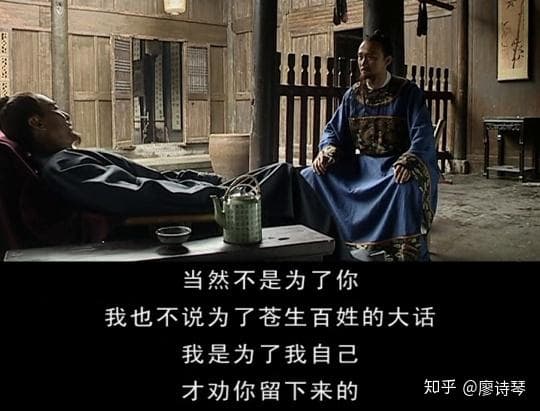 当然不是为了你
我也不说为了苍生百姓的大话
我是为了我自己
才劝你留下来的
知乎 @廖诗琴